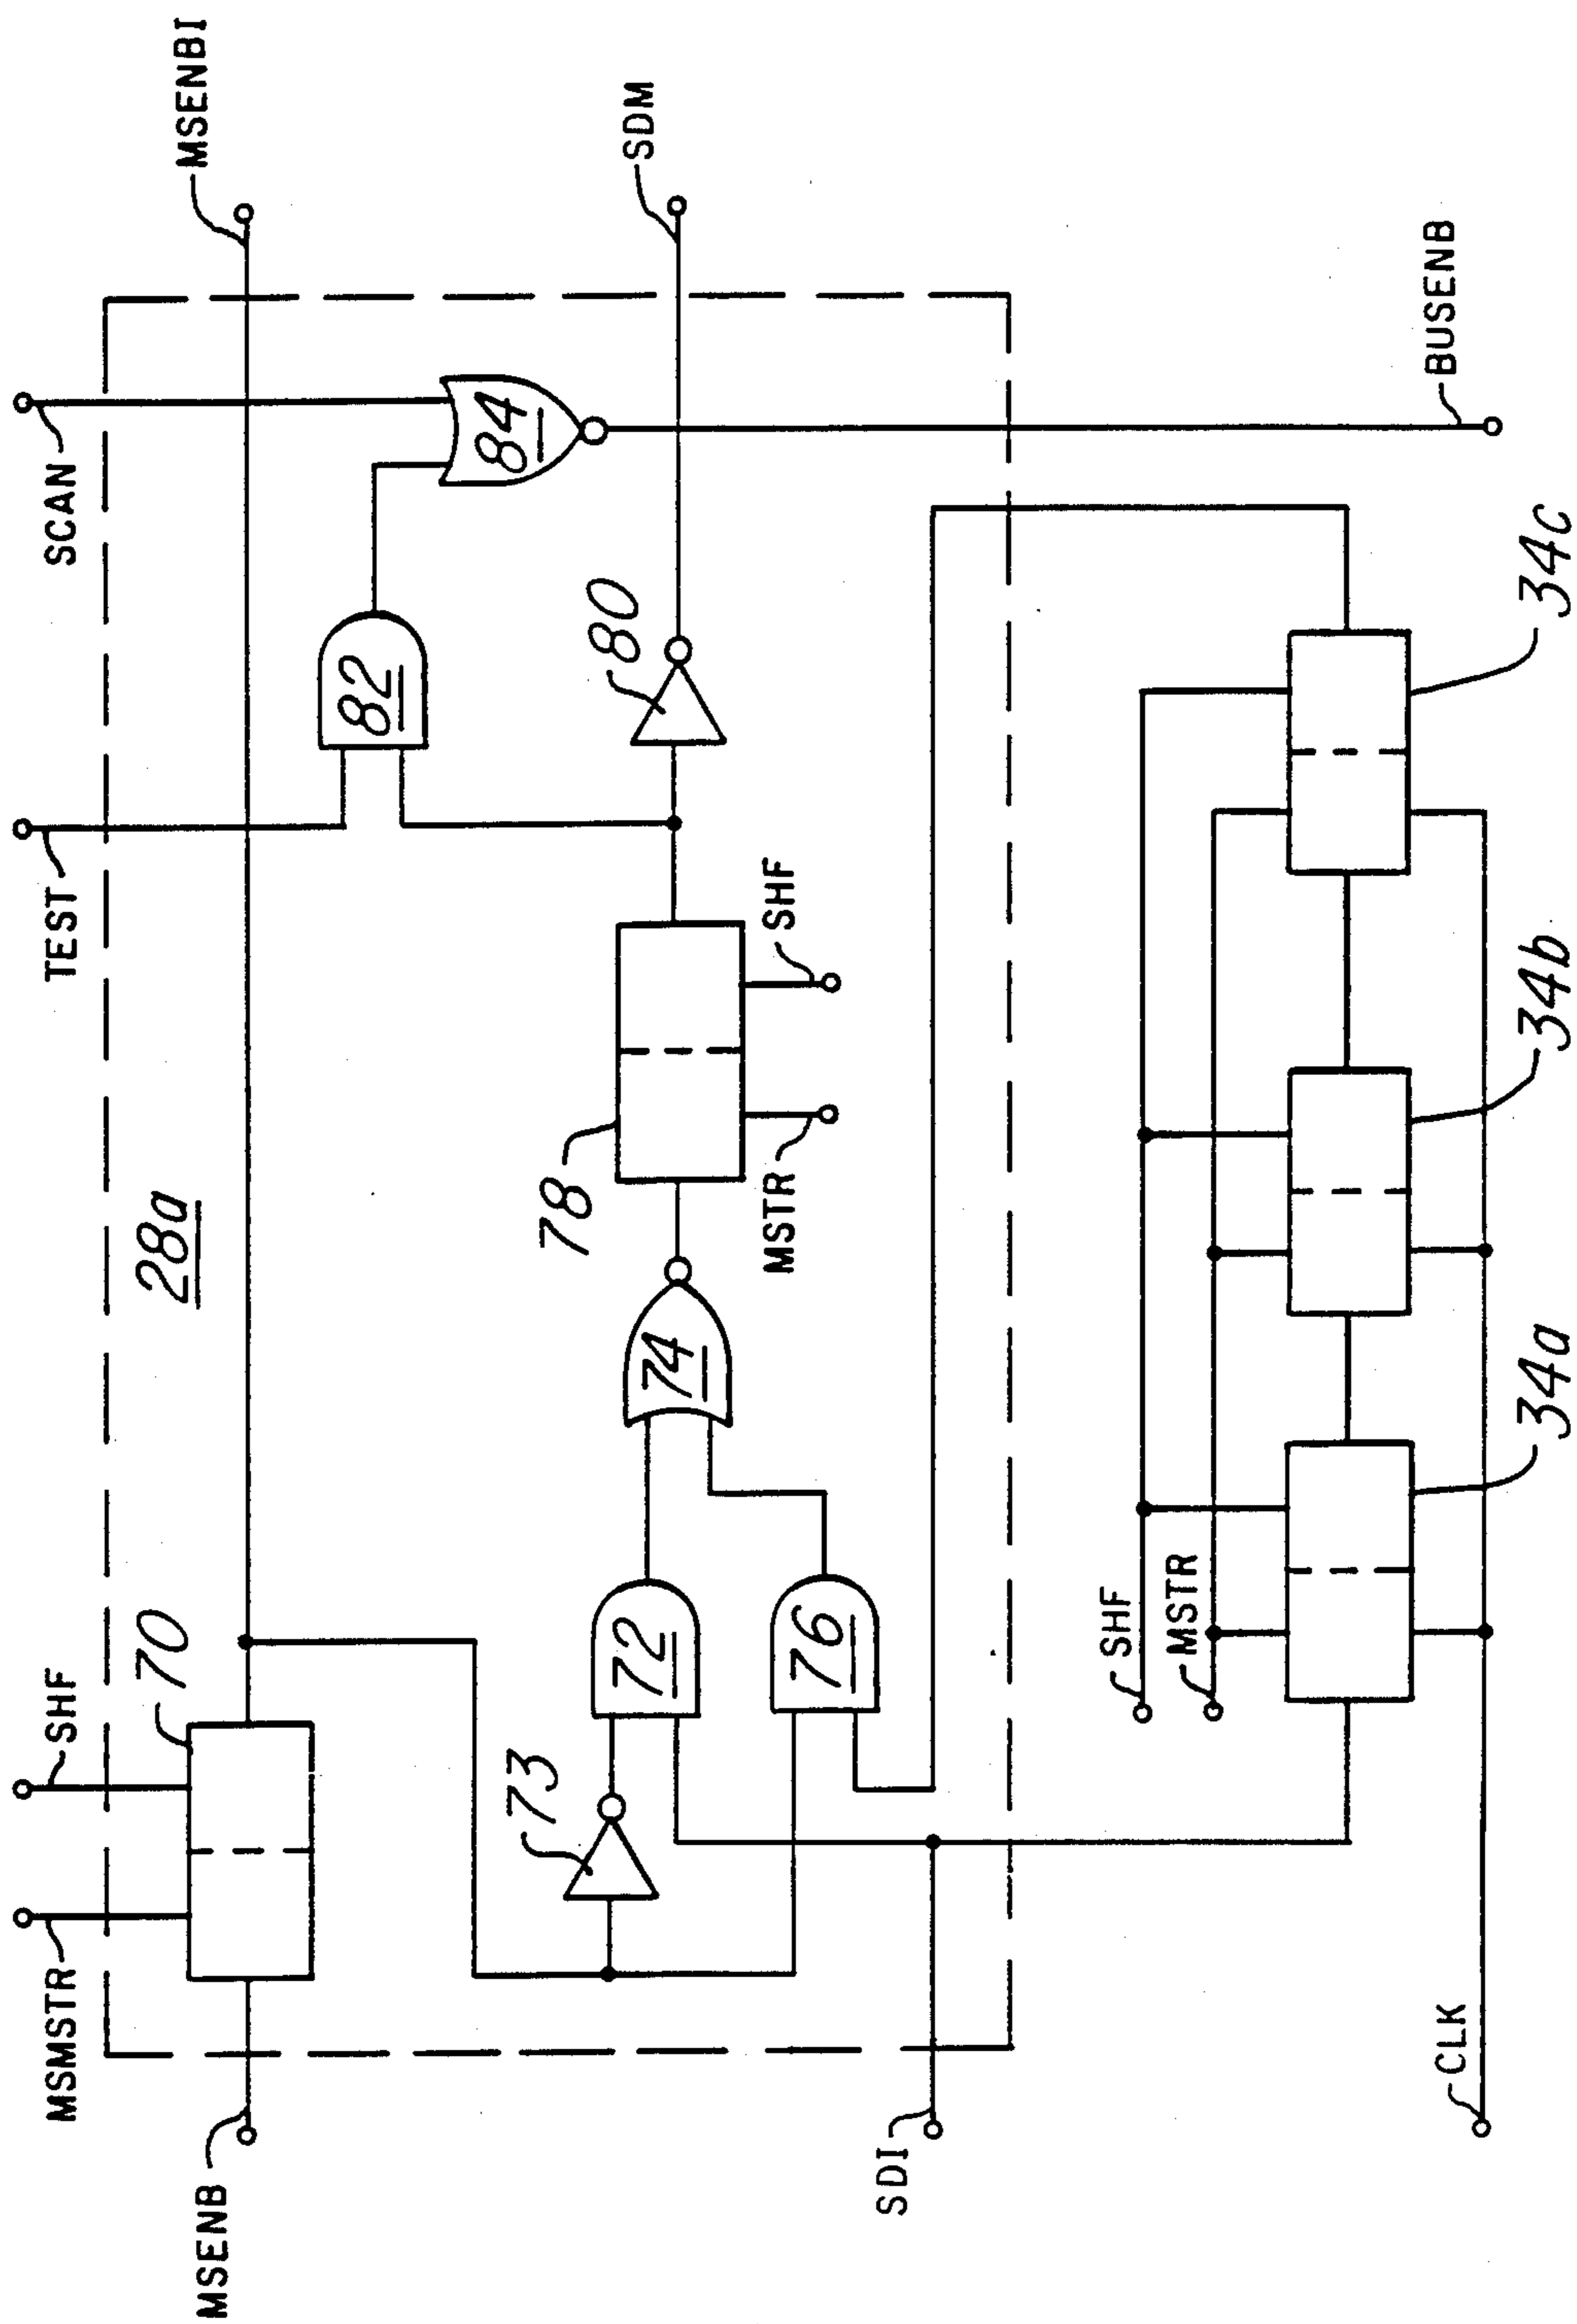 MSMSTR
SHF
TEST
SCAN
MSENB
70
28a
MSENBI
73
72
74
76
78
MSTR
SHF
82
80
84
SDM
SDI
SHF
MSTR
CLK
34a
34b
34c
BUSENB